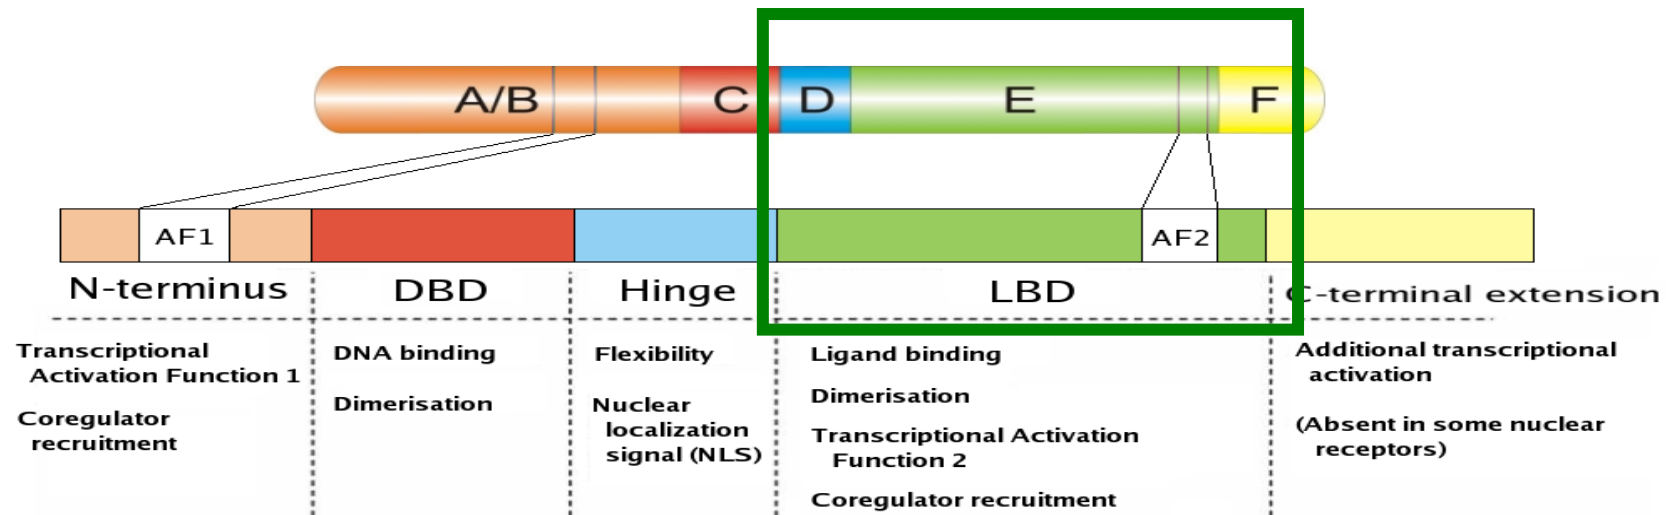 A/B C D E F
AF1 AF2
N-terminus DBD Hinge LBD C-terminal extension
Transcriptional
Activation Function 1
Coregulator
recruitment
DNA binding
Dimerisation
Flexibility
Nuclear
localization
signal (NLS)
Ligand binding
Dimerisation
Transcriptional Activation
Function 2
Coregulator recruitment
Additional transcriptional
activation
(Absent in some nuclear
receptors)